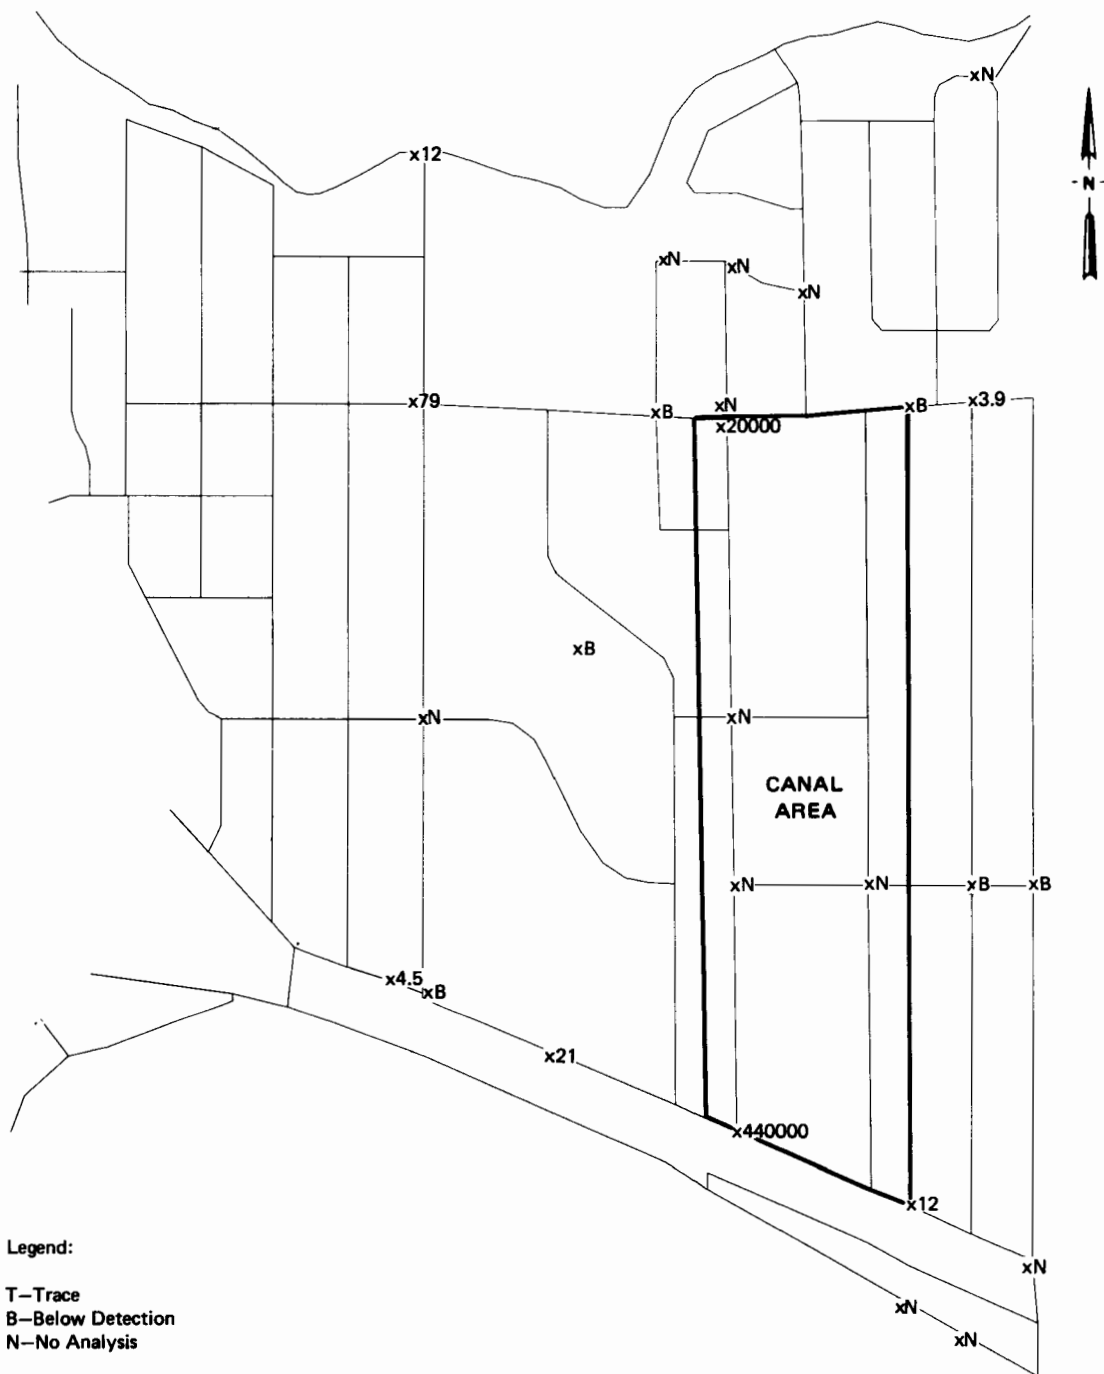 xN
x12
- N -
xN
xN
xN
x79
xB
xN
x20000
xB
x3.9
xB
xN
xN
CANAL
AREA
xN
xN
xB
xB
x4.5
xB
x21
x440000
x12
xN
xN
xN
Legend:
T—Trace
B—Below Detection
N—No Analysis